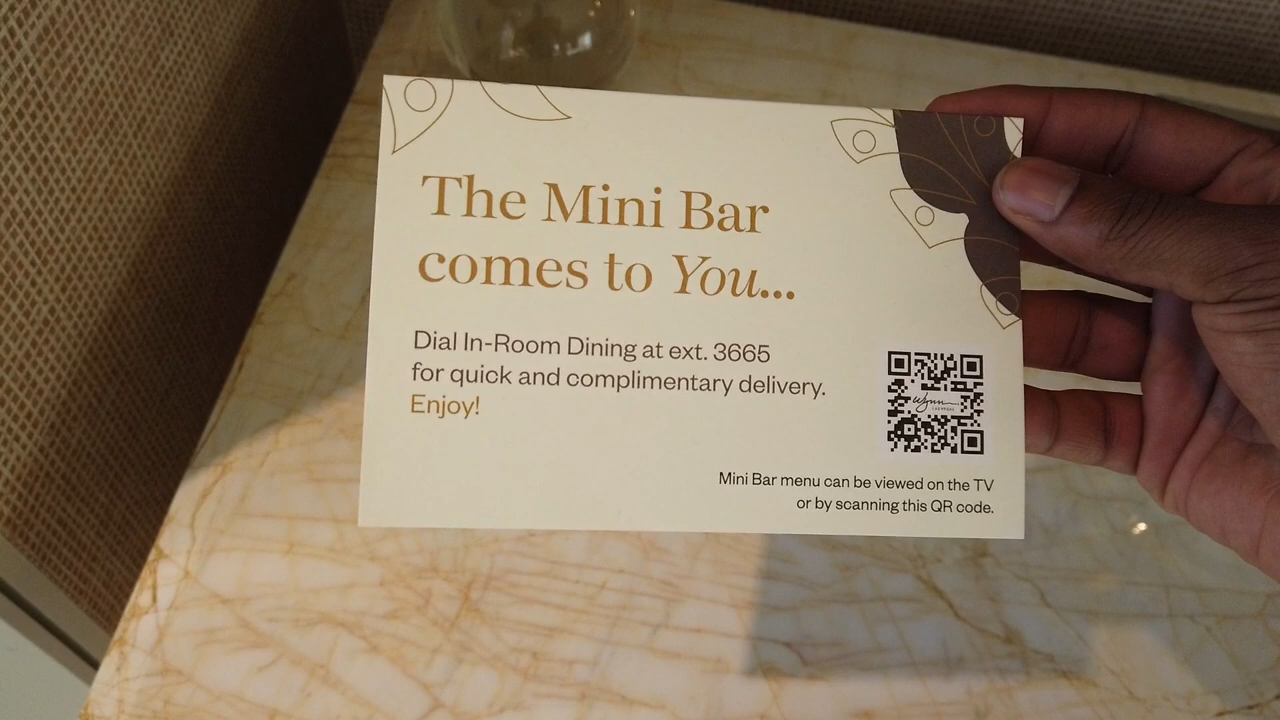 The Mini Bar
comes to You...
Dial In-Room Dining at ext. 3665
for quick and complimentary delivery.
Enjoy!
Wynn
Mini Bar menu can be viewed on the TV
or by scanning this QR code.